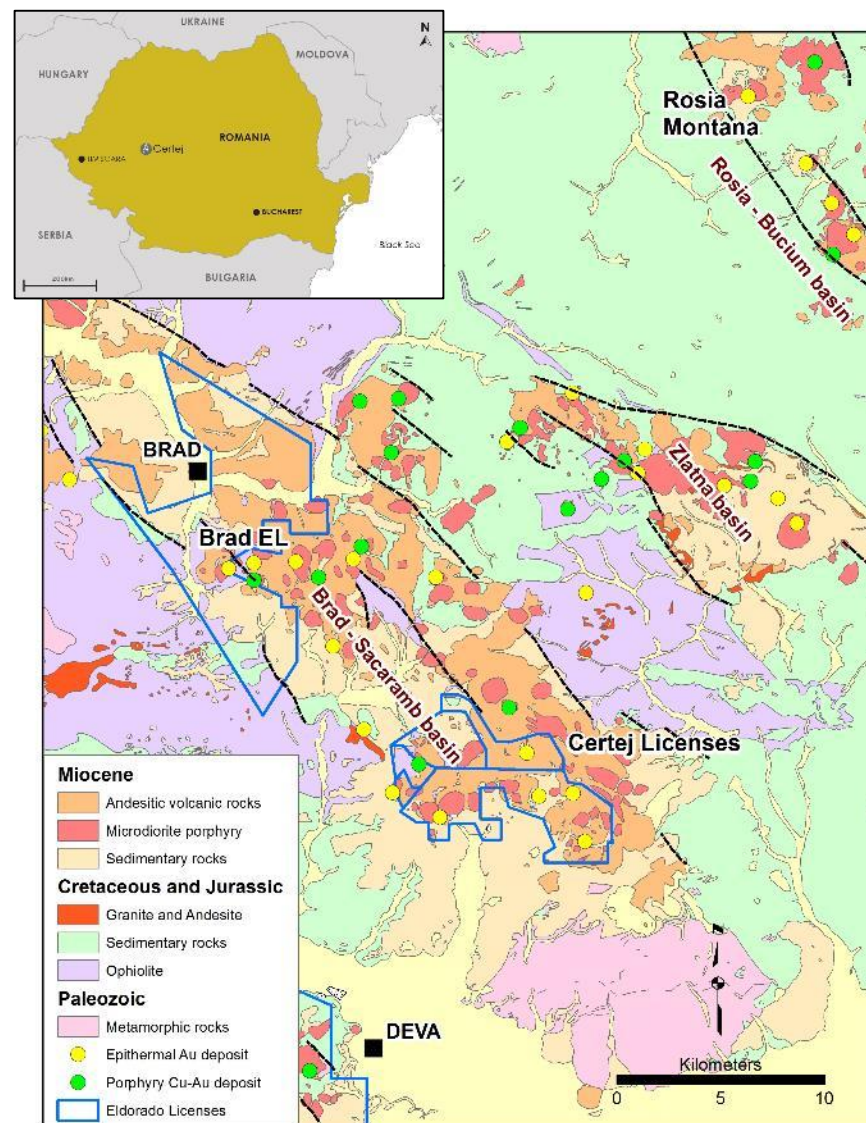 UKRAINE
N
MOLDOVA
HUNGARY
ROMANIA
Certej
TIMISOARA
BUCHAREST
SERBIA
Black Sea
200km
BULGARIA
Rosia
Montana
Rosia - Bucium basin
BRAD
Zlatna basin
Brad EL
Brad - Sacaramb basin
Certej Licenses
Miocene
Andesitic volcanic rocks
Microdiorite porphyry
Sedimentary rocks
Cretaceous and Jurassic
Granite and Andesite
Sedimentary rocks
Ophiolite
Paleozoic
Metamorphic rocks
Epithermal Au deposit
Porphyry Cu-Au deposit
Eldorado Licenses
DEVA
Kilometers
0 5 10